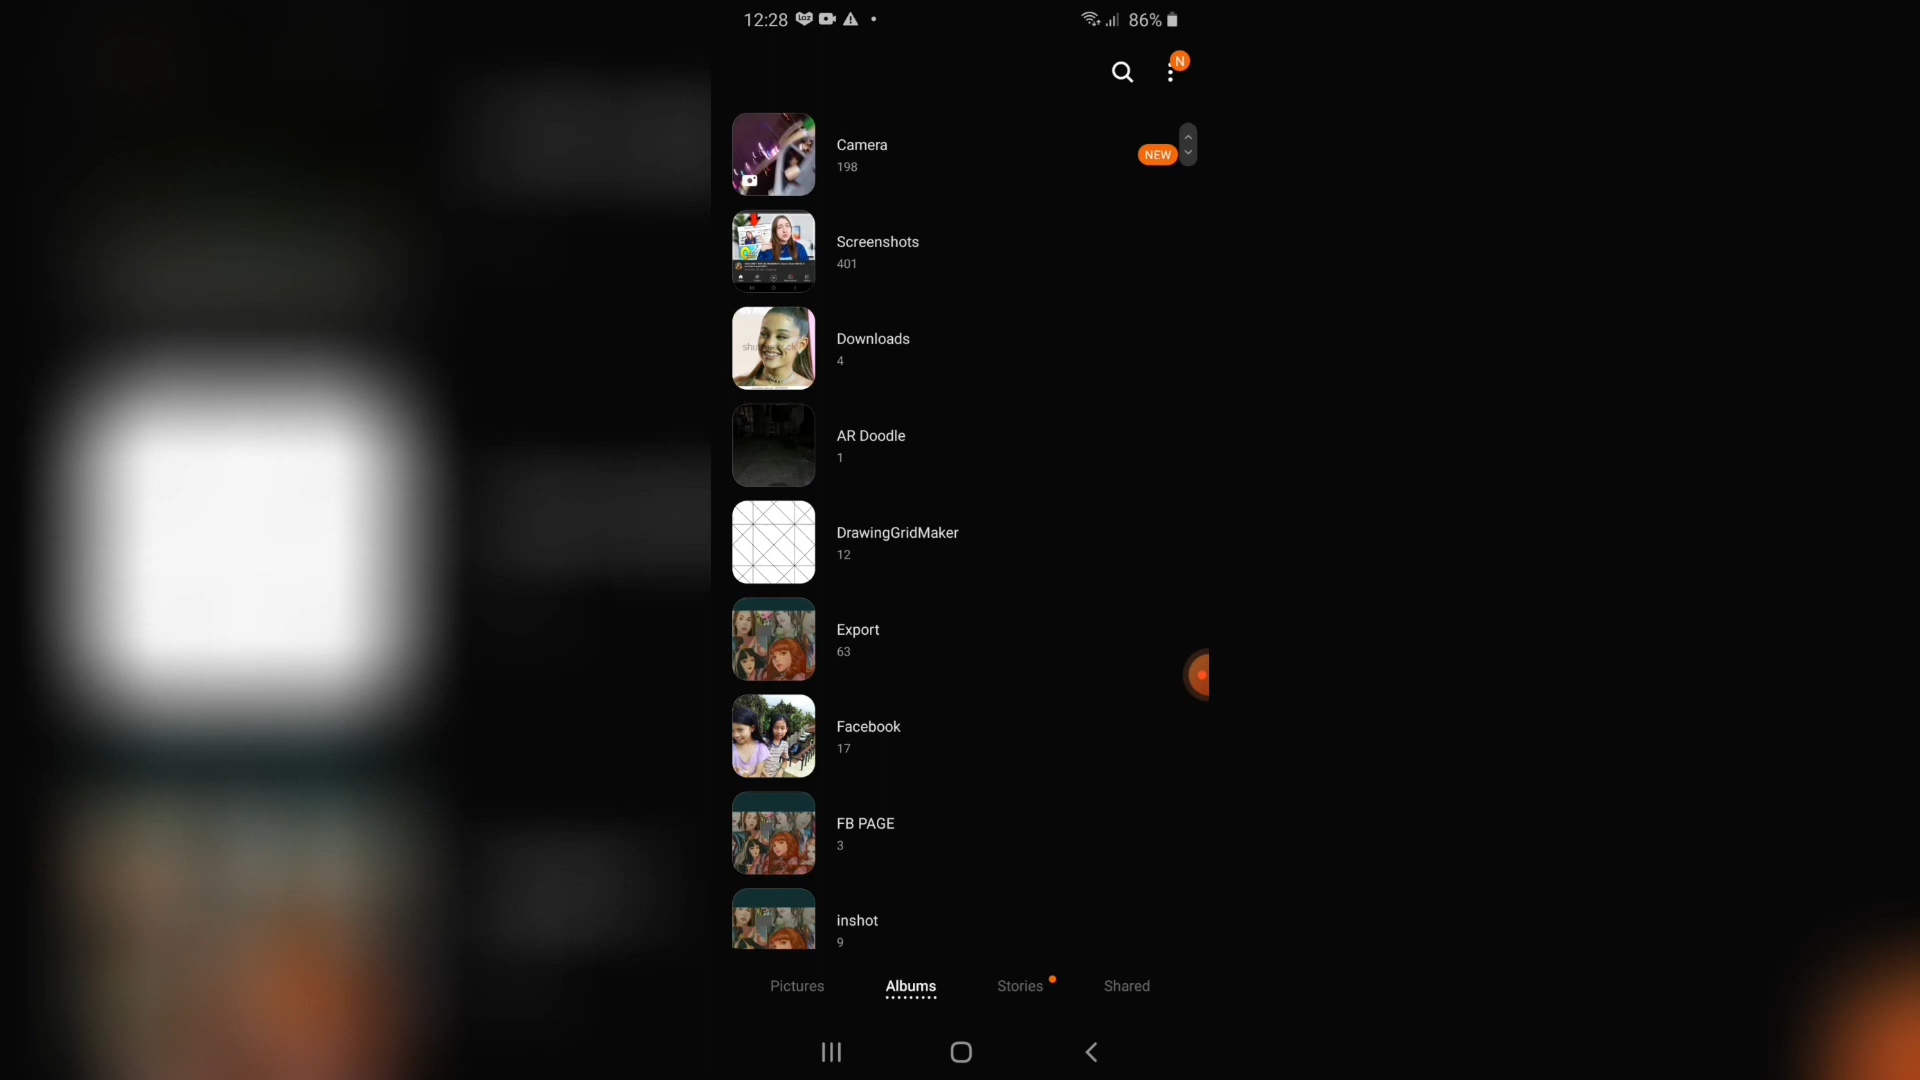 12:28
86%
N
Camera
198
NEW
Screenshots
401
Downloads
4
AR Doodle
1
DrawingGridMaker
12
Export
63
Facebook
17
FB PAGE
3
inshot
9
Pictures
Albums
Stories
Shared